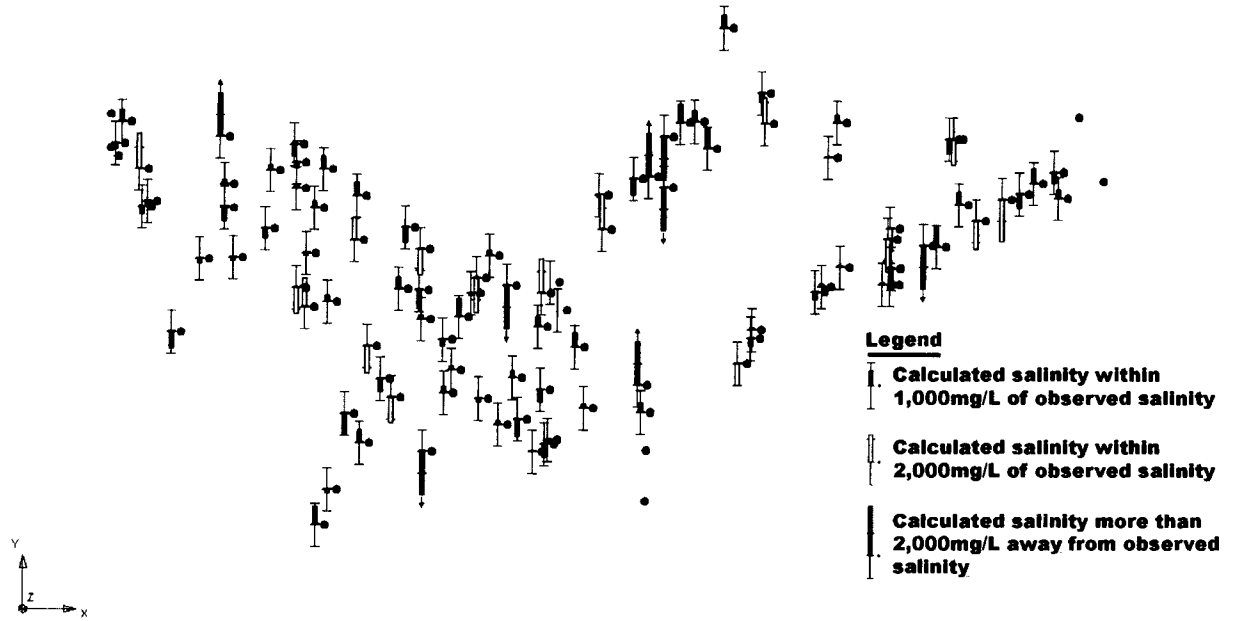 Legend
Calculated salinity within
1,000mg/L of observed salinity
Calculated salinity within
2,000mg/L of observed salinity
Calculated salinity more than
2,000mg/L away from observed
salinity
Y
Z
X